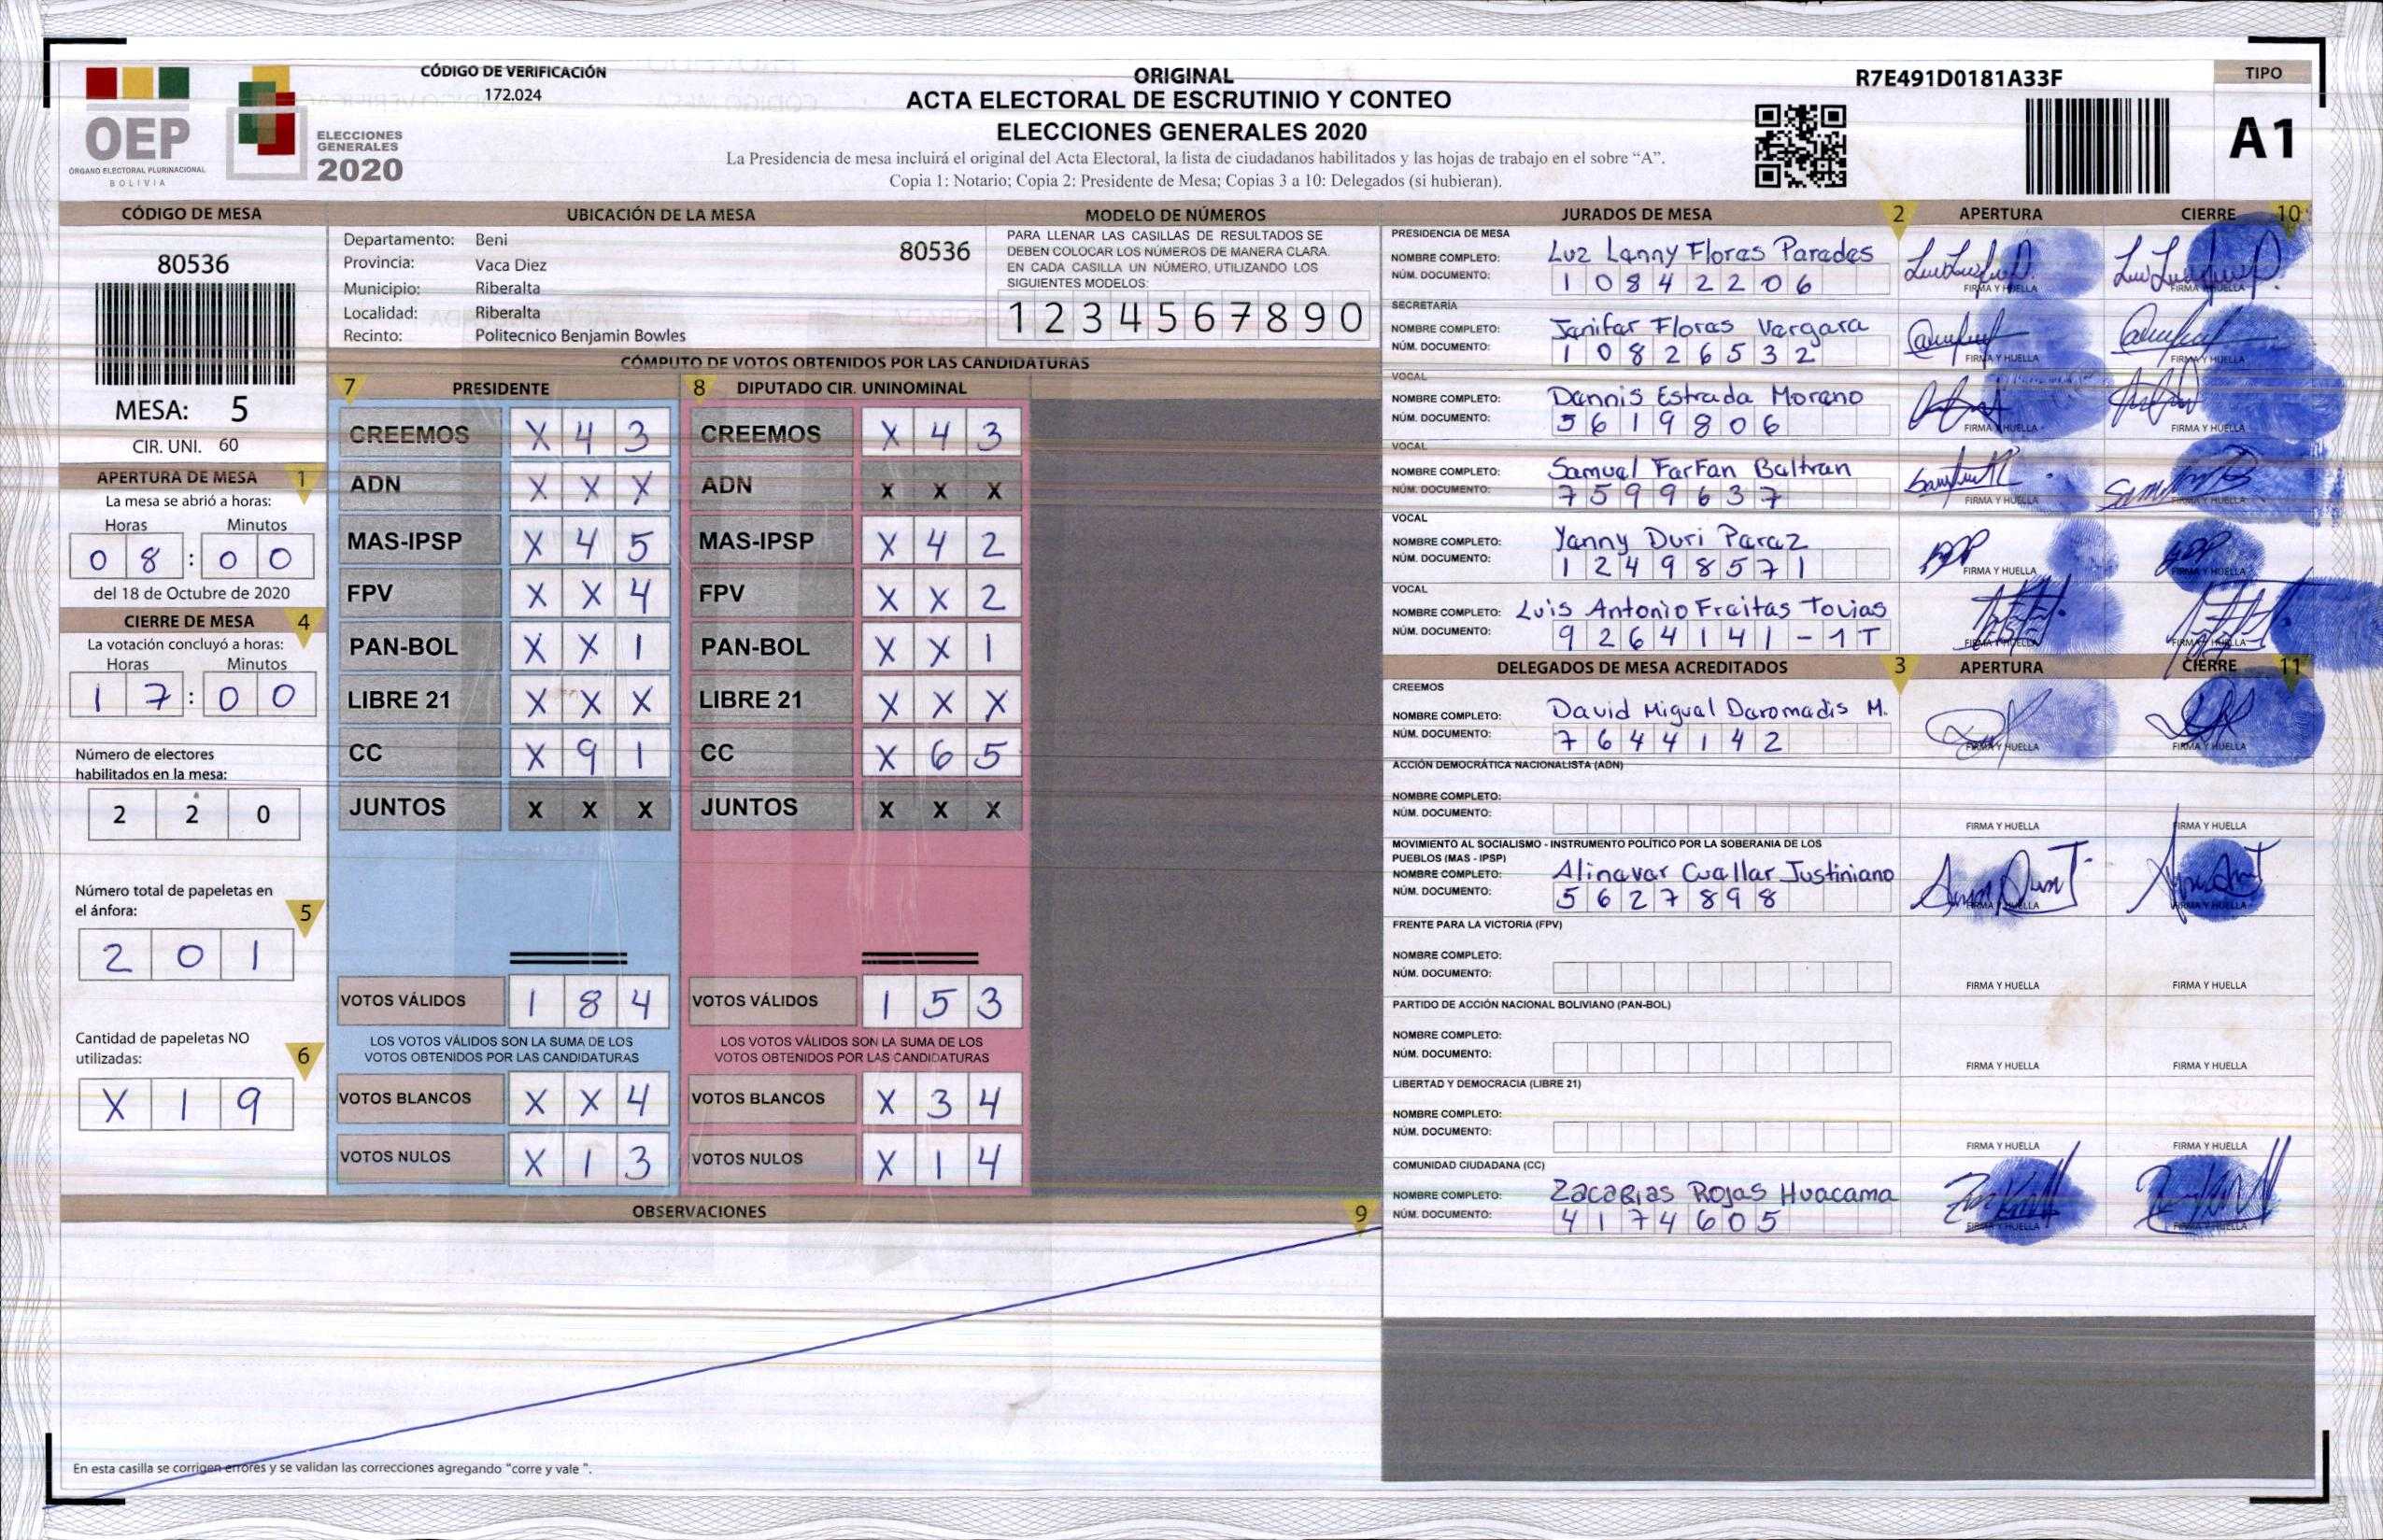 CÓDIGO DE VERIFICACIÓN
172.024
OEP
ÓRGANO ELECTORAL PLURINACIONAL
BOLIVIA
ELECCIONES
GENERALES
2020
ORIGINAL
ACTA ELECTORAL DE ESCRUTINIO Y CONTEO
ELECCIONES GENERALES 2020
La Presidencia de mesa incluirá el original del Acta Electoral, la lista de ciudadanos habilitados y las hojas de trabajo en el sobre “A”.
Copia 1: Notario; Copia 2: Presidente de Mesa; Copias 3 a 10: Delegados (si hubieran).
R7E491D0181A33F
TIPO
A1
CÓDIGO DE MESA
80536
MESA: 5
CIR. UNI. 60
APERTURA DE MESA 1
La mesa se abrió a horas:
Horas Minutos
0 8 : 0 0
del 18 de Octubre de 2020
CIERRE DE MESA 4
La votación concluyó a horas:
Horas Minutos
1 7 : 0 0
Número de electores
habilitados en la mesa:
2 2 0
Número total de papeletas en
el ánfora: 5
2 0 1
Cantidad de papeletas NO
utilizadas: 6
X 1 9
UBICACIÓN DE LA MESA
Departamento: Beni 80536
Provincia: Vaca Diez
Municipio: Riberalta
Localidad: Riberalta
Recinto: Politecnico Benjamin Bowles
MODELO DE NÚMEROS
PARA LLENAR LAS CASILLAS DE RESULTADOS SE
DEBEN COLOCAR LOS NÚMEROS DE MANERA CLARA.
EN CADA CASILLA UN NÚMERO, UTILIZANDO LOS
SIGUIENTES MODELOS:
1 2 3 4 5 6 7 8 9 0
CÓMPUTO DE VOTOS OBTENIDOS POR LAS CANDIDATURAS
7 PRESIDENTE
CREEMOS X 4 3
ADN X X X
MAS-IPSP X 4 5
FPV X X 4
PAN-BOL X X 1
LIBRE 21 X X X
CC X 9 1
JUNTOS X X X
VOTOS VÁLIDOS 1 8 4
LOS VOTOS VÁLIDOS SON LA SUMA DE LOS
VOTOS OBTENIDOS POR LAS CANDIDATURAS
VOTOS BLANCOS X X 4
VOTOS NULOS X 1 3
8 DIPUTADO CIR. UNINOMINAL
CREEMOS X 4 3
ADN X X X
MAS-IPSP X 4 2
FPV X X 2
PAN-BOL X X 1
LIBRE 21 X X X
CC X 6 5
JUNTOS X X X
VOTOS VÁLIDOS 1 5 3
LOS VOTOS VÁLIDOS SON LA SUMA DE LOS
VOTOS OBTENIDOS POR LAS CANDIDATURAS
VOTOS BLANCOS X 3 4
VOTOS NULOS X 1 4
OBSERVACIONES 9
En esta casilla se corrigen errores y se validan las correcciones agregando "corre y vale ".
JURADOS DE MESA 2 APERTURA CIERRE 10
PRESIDENCIA DE MESA
NOMBRE COMPLETO: Luz Lenny Flores Paredes
NÚM. DOCUMENTO: 1 0 8 4 2 2 0 6
FIRMA Y HUELLA FIRMA Y HUELLA
SECRETARÍA
NOMBRE COMPLETO: Jenifer Flores Vergara
NÚM. DOCUMENTO: 1 0 8 2 6 5 3 2
FIRMA Y HUELLA FIRMA Y HUELLA
VOCAL
NOMBRE COMPLETO: Dennis Estrada Moreno
NÚM. DOCUMENTO: 5 6 1 9 8 0 6
FIRMA Y HUELLA FIRMA Y HUELLA
VOCAL
NOMBRE COMPLETO: Samuel FarFan Beltran
NÚM. DOCUMENTO: 7 5 9 9 6 3 7
FIRMA Y HUELLA FIRMA Y HUELLA
VOCAL
NOMBRE COMPLETO: Yenny Duri Perez
NÚM. DOCUMENTO: 1 2 4 9 8 5 7 1
FIRMA Y HUELLA FIRMA Y HUELLA
VOCAL
NOMBRE COMPLETO: Luis Antonio Freitas Tovias
NÚM. DOCUMENTO: 9 2 6 4 1 4 1 - 1 T
FIRMA Y HUELLA FIRMA Y HUELLA
DELEGADOS DE MESA ACREDITADOS 3 APERTURA CIERRE 11
CREEMOS
NOMBRE COMPLETO: David Miguel Deromedis M.
NÚM. DOCUMENTO: 7 6 4 4 1 4 2
FIRMA Y HUELLA FIRMA Y HUELLA
ACCIÓN DEMOCRÁTICA NACIONALISTA (ADN)
NOMBRE COMPLETO:
NÚM. DOCUMENTO:
FIRMA Y HUELLA FIRMA Y HUELLA
MOVIMIENTO AL SOCIALISMO - INSTRUMENTO POLÍTICO POR LA SOBERANIA DE LOS
PUEBLOS (MAS - IPSP)
NOMBRE COMPLETO: Alinevar Cuellar Justiniano
NÚM. DOCUMENTO: 5 6 2 7 8 9 8
FIRMA Y HUELLA FIRMA Y HUELLA
FRENTE PARA LA VICTORIA (FPV)
NOMBRE COMPLETO:
NÚM. DOCUMENTO:
FIRMA Y HUELLA FIRMA Y HUELLA
PARTIDO DE ACCIÓN NACIONAL BOLIVIANO (PAN-BOL)
NOMBRE COMPLETO:
NÚM. DOCUMENTO:
FIRMA Y HUELLA FIRMA Y HUELLA
LIBERTAD Y DEMOCRACIA (LIBRE 21)
NOMBRE COMPLETO:
NÚM. DOCUMENTO:
FIRMA Y HUELLA FIRMA Y HUELLA
COMUNIDAD CIUDADANA (CC)
NOMBRE COMPLETO: Zacarias Rojas Huacama
NÚM. DOCUMENTO: 4 1 7 4 6 0 5
FIRMA Y HUELLA FIRMA Y HUELLA